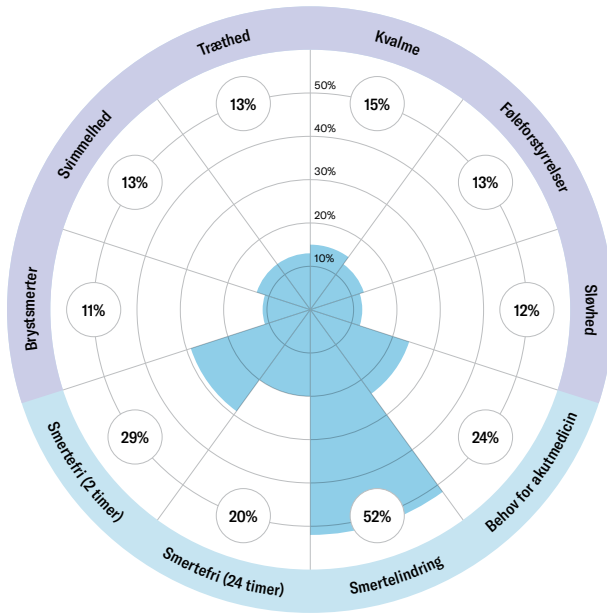 Træthed
Kvalme
Svimmelhed
Føleforstyrrelser
50%
13%
15%
40%
13%
13%
30%
20%
10%
Brystsmerter
11%
12%
Sløvhed
29%
24%
Smertefri (2 timer)
Behov for akutmedicin
20%
52%
Smertefri (24 timer)
Smertelindring